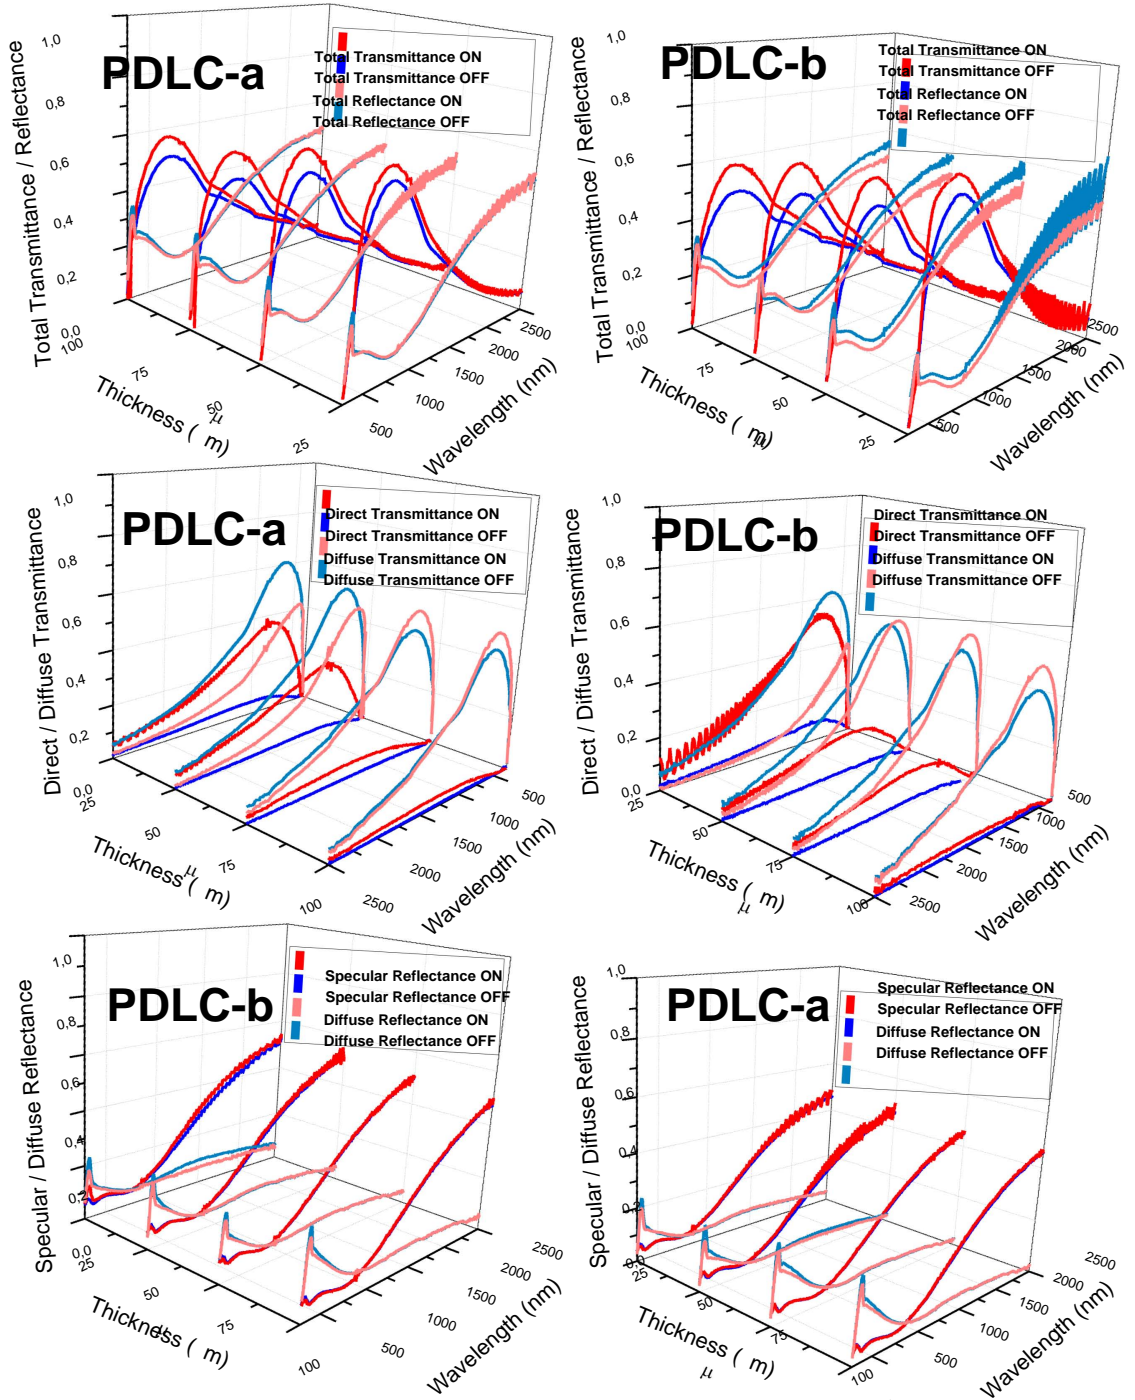 PDLC-a
Total Transmittance ON
Total Transmittance OFF
Total Reflectance ON
Total Reflectance OFF
Total Transmittance / Reflectance
1,0
0,8
0,6
0,4
0,2
0,0
100
75
50
25
Thickness ( m)
μ
500
1000
1500
2000
2500
Wavelength (nm)
PDLC-b
Total Transmittance ON
Total Transmittance OFF
Total Reflectance ON
Total Reflectance OFF
Total Transmittance / Reflectance
1,0
0,8
0,6
0,4
0,2
0,0
100
75
50
25
Thickness ( m)
μ
500
1000
1500
2000
2500
Wavelength (nm)
PDLC-a
Direct Transmittance ON
Direct Transmittance OFF
Diffuse Transmittance ON
Diffuse Transmittance OFF
Direct / Diffuse Transmittance
1,0
0,8
0,6
0,4
0,2
0,0
25
50
75
100
Thickness ( m)
μ
500
1000
1500
2000
2500
Wavelength (nm)
PDLC-b
Direct Transmittance ON
Direct Transmittance OFF
Diffuse Transmittance ON
Diffuse Transmittance OFF
Direct / Diffuse Transmittance
1,0
0,8
0,6
0,4
0,2
0,0
25
50
75
100
Thickness ( m)
μ
500
1000
1500
2000
2500
Wavelength (nm)
PDLC-b
Specular Reflectance ON
Specular Reflectance OFF
Diffuse Reflectance ON
Diffuse Reflectance OFF
Specular / Diffuse Reflectance
1,0
0,8
0,6
0,4
0,2
0,0
25
50
75
100
Thickness ( m)
μ
500
1000
1500
2000
2500
Wavelength (nm)
PDLC-a
Specular Reflectance ON
Specular Reflectance OFF
Diffuse Reflectance ON
Diffuse Reflectance OFF
Specular / Diffuse Reflectance
1,0
0,8
0,6
0,4
0,2
0,0
25
50
75
100
Thickness ( m)
μ
500
1000
1500
2000
2500
Wavelength (nm)